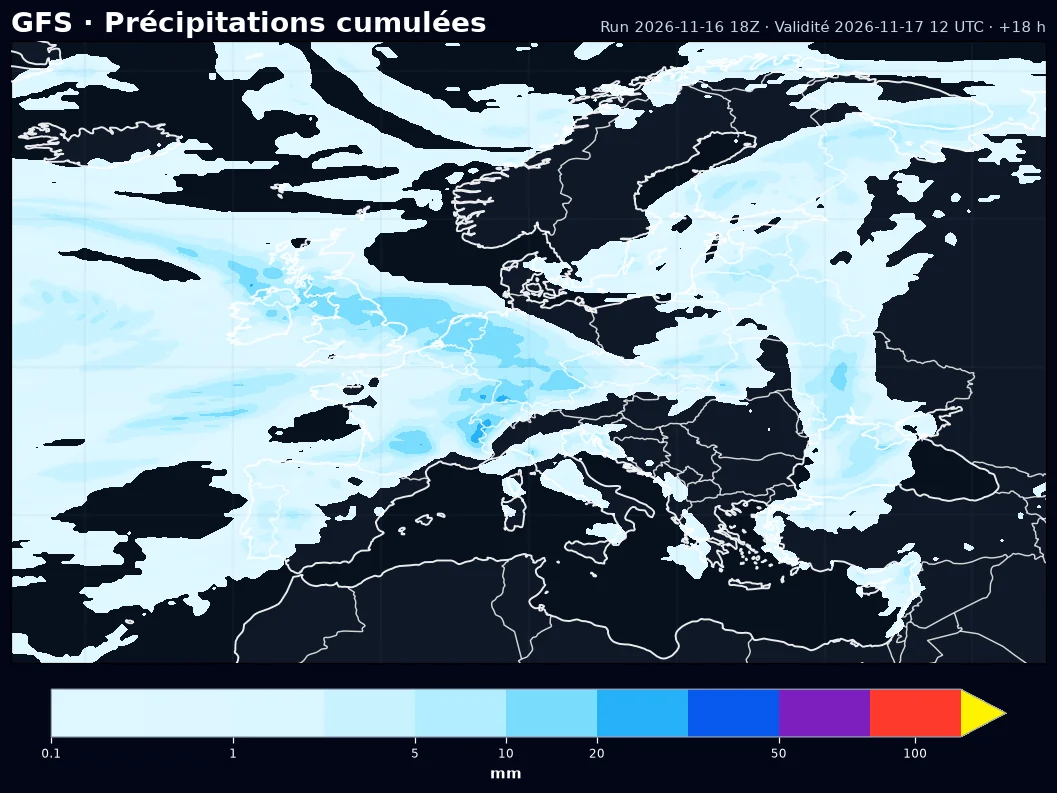 GFS · Précipitations cumulées
Run 2026-11-16 18Z · Validité 2026-11-17 12 UTC · +18 h
0.1 1 5 10 20 50 100
mm